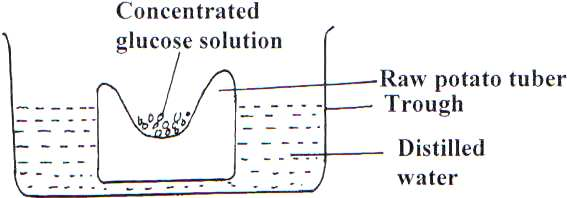 Concentrated
glucose solution
Raw potato tuber
Trough
Distilled
water